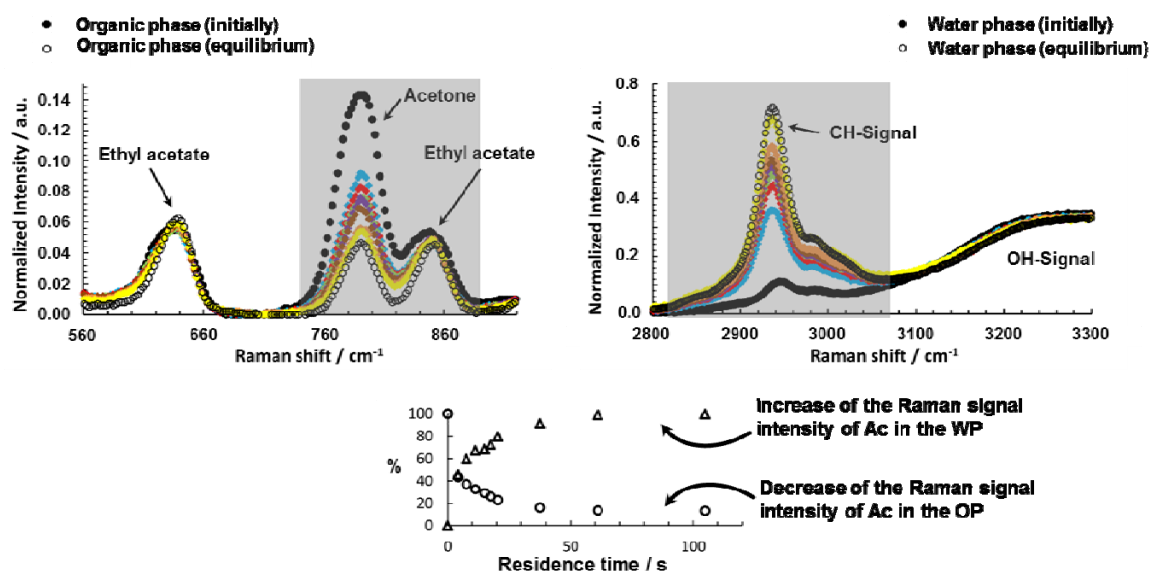 Organic phase (initially)
Organic phase (equilibrium)
Water phase (initially)
Water phase (equilibrium)
Normalized Intensity / a.u.
0.14
0.12
0.10
0.08
0.06
0.04
0.02
0.00
Acetone
Ethyl acetate
Ethyl acetate
560
660
760
860
Raman shift / cm⁻¹
Normalized Intensity / a.u.
0.8
0.6
0.4
0.2
0.0
CH-Signal
OH-Signal
2800
2900
3000
3100
3200
3300
Raman shift / cm⁻¹
%
100
80
60
40
20
0
0
50
100
Residence time / s
Increase of the Raman signal
intensity of Ac in the WP
Decrease of the Raman signal
intensity of Ac in the OP